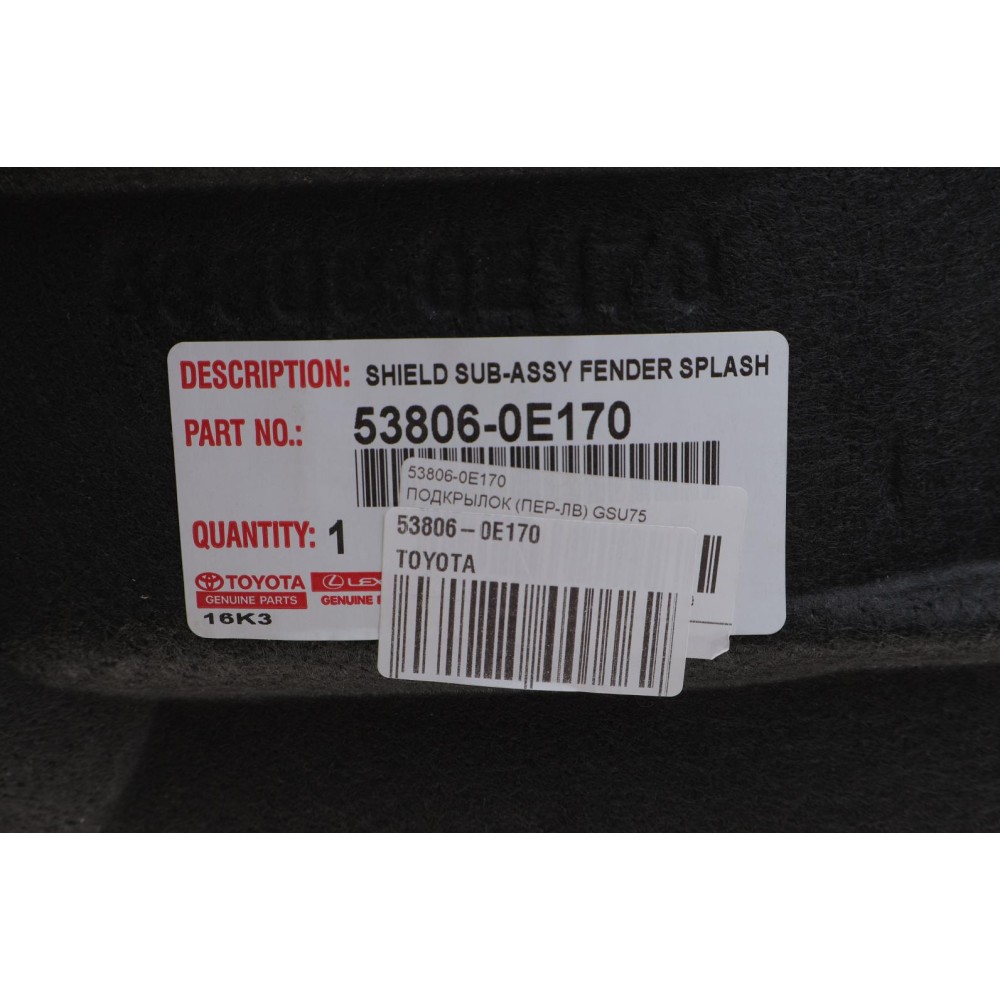 DESCRIPTION: SHIELD SUB-ASSY FENDER SPLASH
PART NO.: 53806-0E170
53806-0E170
ПОДКРЫЛОК (ПЕР-ЛВ) GSU75
QUANTITY: 1
53806-0E170
TOYOTA
TOYOTA
GENUINE PARTS
GENUINE
16K3